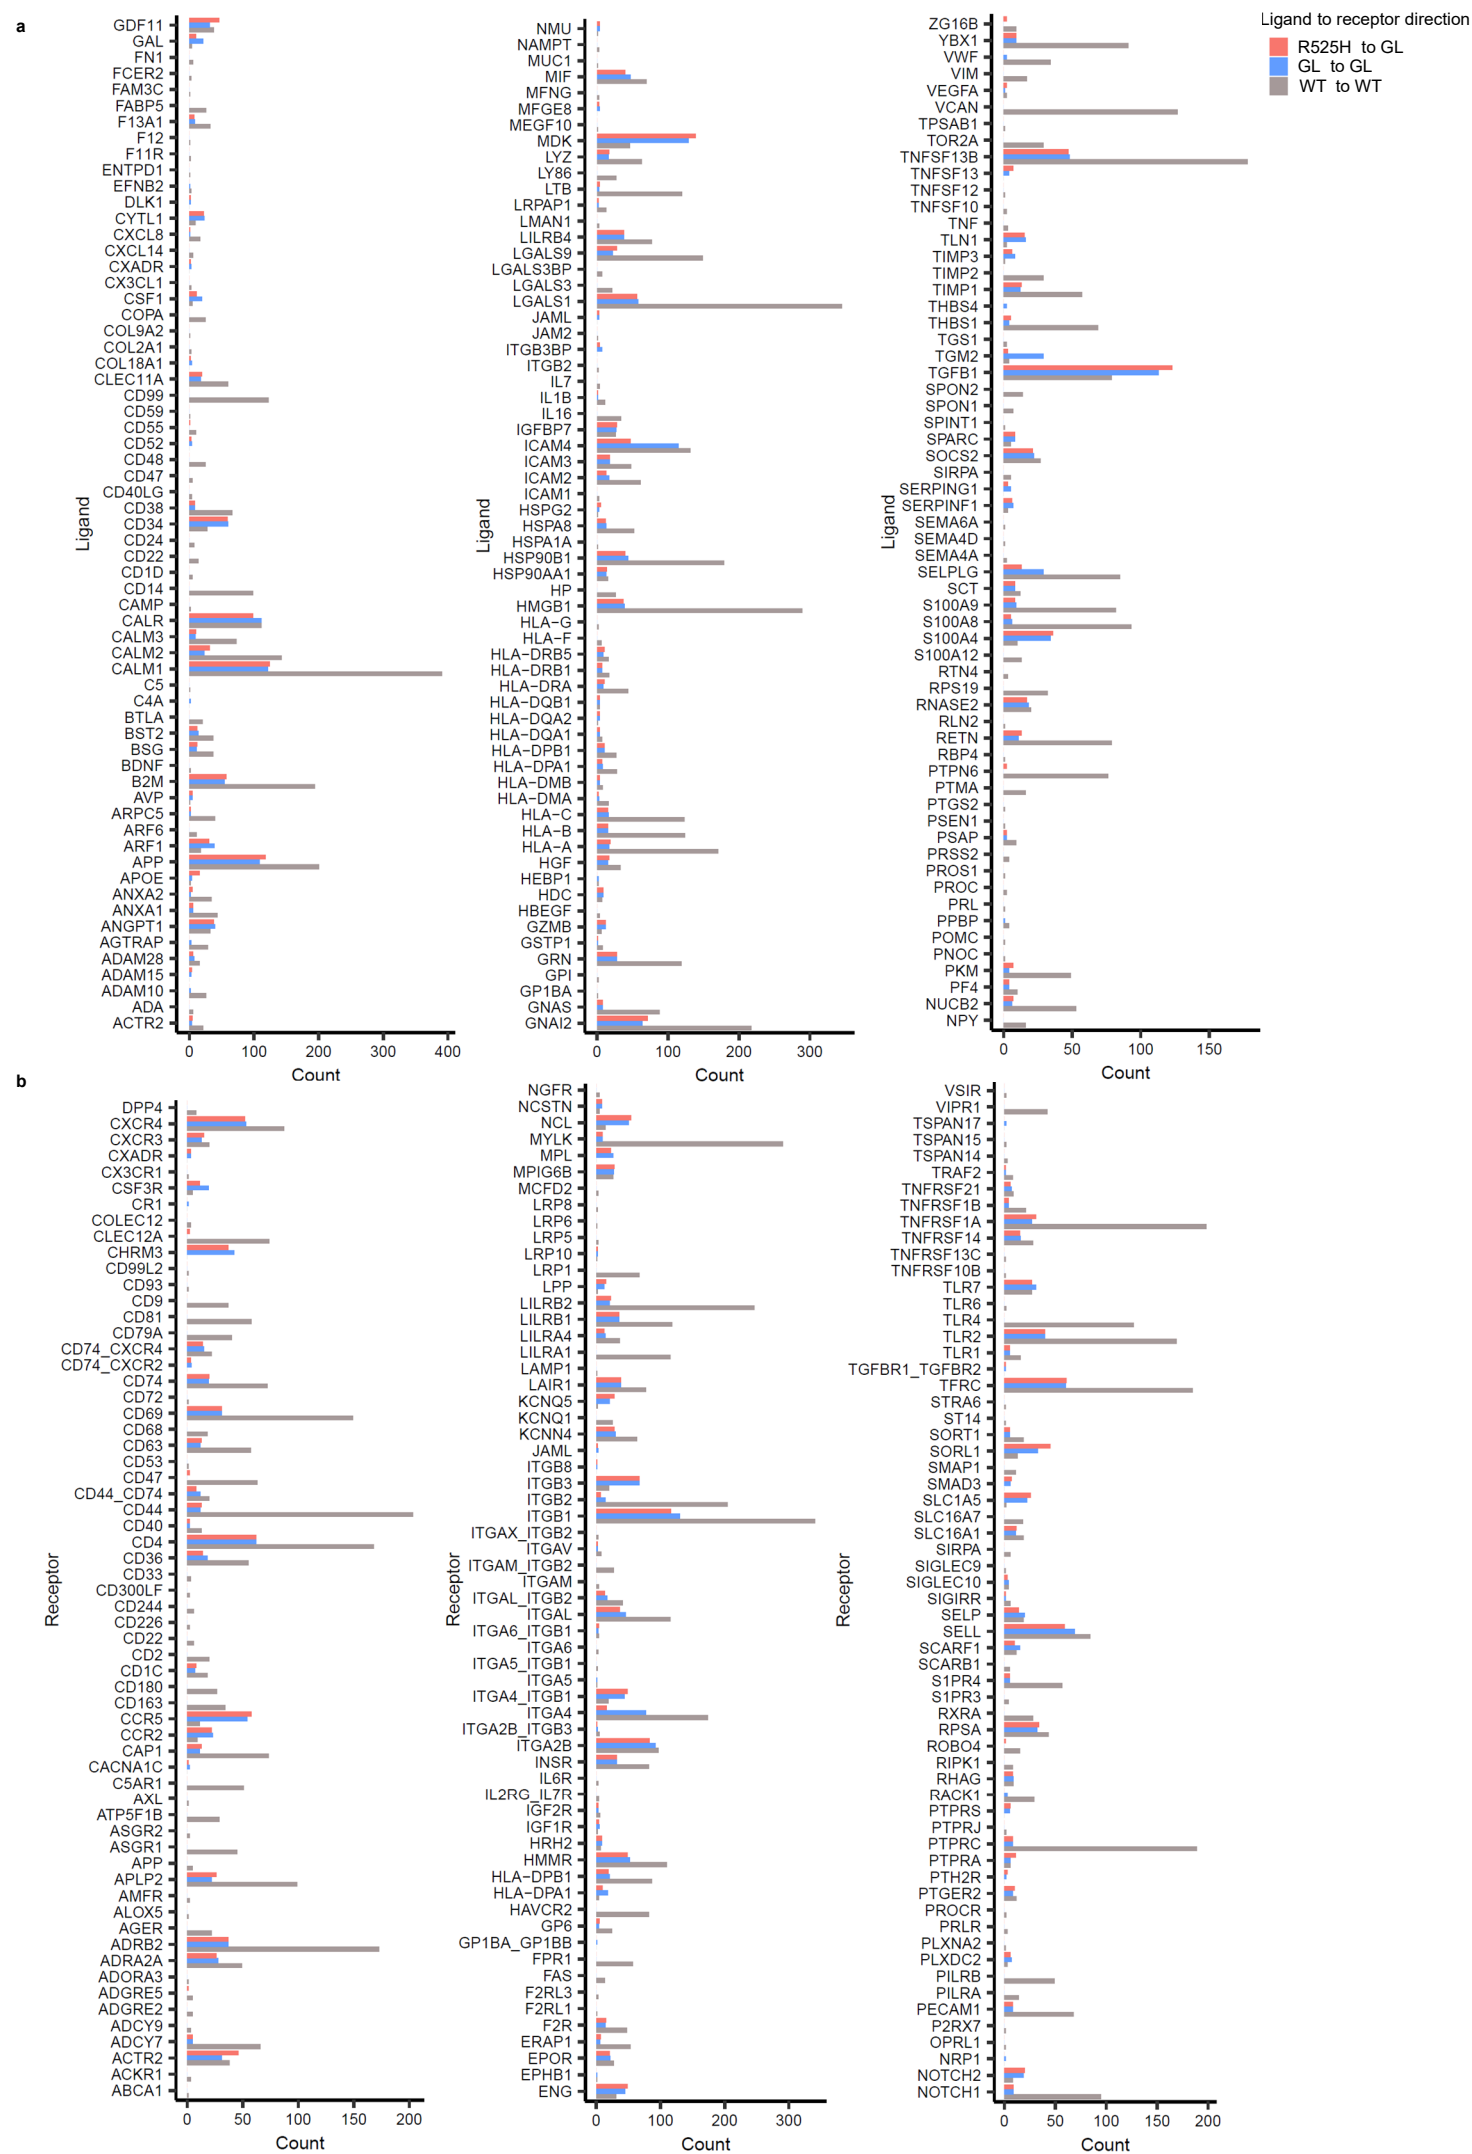 a
GDF11
GAL
FN1
FCER2
FAM3C
FABP5
F13A1
F12
F11R
ENTPD1
EFNB2
DLK1
CYTL1
CXCL8
CXCL14
CXADR
CX3CL1
CSF1
COPA
COL9A2
COL2A1
COL18A1
CLEC11A
CD99
CD59
CD55
CD52
CD48
CD47
CD40LG
CD38
CD34
CD24
CD22
CD1D
CD14
CAMP
CALR
CALM3
CALM2
CALM1
C5
C4A
BTLA
BST2
BSG
BDNF
B2M
AVP
ARPC5
ARF6
ARF1
APP
APOE
ANXA2
ANXA1
ANGPT1
AGTRAP
ADAM28
ADAM15
ADAM10
ADA
ACTR2
Ligand
0 100 200 300 400
Count
NMU
NAMPT
MUC1
MIF
MFNG
MFGE8
MEGF10
MDK
LYZ
LY86
LTB
LRPAP1
LMAN1
LILRB4
LGALS9
LGALS3BP
LGALS3
LGALS1
JAML
JAM2
ITGB3BP
ITGB2
IL7
IL1B
IL16
IGFBP7
ICAM4
ICAM3
ICAM2
ICAM1
HSPG2
HSPA8
HSPA1A
HSP90B1
HSP90AA1
HP
HMGB1
HLA−G
HLA−F
HLA−DRB5
HLA−DRB1
HLA−DRA
HLA−DQB1
HLA−DQA2
HLA−DQA1
HLA−DPB1
HLA−DPA1
HLA−DMB
HLA−DMA
HLA−C
HLA−B
HLA−A
HGF
HEBP1
HDC
HBEGF
GZMB
GSTP1
GRN
GPI
GP1BA
GNAS
GNAI2
Ligand
0 100 200 300
Count
ZG16B
YBX1
VWF
VIM
VEGFA
VCAN
TPSAB1
TOR2A
TNFSF13B
TNFSF13
TNFSF12
TNFSF10
TNF
TLN1
TIMP3
TIMP2
TIMP1
THBS4
THBS1
TGS1
TGM2
TGFB1
SPON2
SPON1
SPINT1
SPARC
SOCS2
SIRPA
SERPING1
SERPINF1
SEMA6A
SEMA4D
SEMA4A
SELPLG
SCT
S100A9
S100A8
S100A4
S100A12
RTN4
RPS19
RNASE2
RLN2
RETN
RBP4
PTPN6
PTMA
PTGS2
PSEN1
PSAP
PRSS2
PROS1
PROC
PRL
PPBP
POMC
PNOC
PKM
PF4
NUCB2
NPY
Ligand
0 50 100 150
Count
Ligand to receptor direction
R525H to GL
GL to GL
WT to WT
b
DPP4
CXCR4
CXCR3
CXADR
CX3CR1
CSF3R
CR1
COLEC12
CLEC12A
CHRM3
CD99L2
CD93
CD9
CD81
CD79A
CD74_CXCR4
CD74_CXCR2
CD74
CD72
CD69
CD68
CD63
CD53
CD47
CD44_CD74
CD44
CD40
CD4
CD36
CD33
CD300LF
CD244
CD226
CD22
CD2
CD1C
CD180
CD163
CCR5
CCR2
CAP1
CACNA1C
C5AR1
AXL
ATP5F1B
ASGR2
ASGR1
APP
APLP2
AMFR
ALOX5
AGER
ADRB2
ADRA2A
ADORA3
ADGRE5
ADGRE2
ADCY9
ADCY7
ACTR2
ACKR1
ABCA1
Receptor
0 50 100 150 200
Count
NGFR
NCSTN
NCL
MYLK
MPL
MPIG6B
MCFD2
LRP8
LRP6
LRP5
LRP10
LRP1
LPP
LILRB2
LILRB1
LILRA4
LILRA1
LAMP1
LAIR1
KCNQ5
KCNQ1
KCNN4
JAML
ITGB8
ITGB3
ITGB2
ITGB1
ITGAX_ITGB2
ITGAV
ITGAM_ITGB2
ITGAM
ITGAL_ITGB2
ITGAL
ITGA6_ITGB1
ITGA6
ITGA5_ITGB1
ITGA5
ITGA4_ITGB1
ITGA4
ITGA2B_ITGB3
ITGA2B
INSR
IL6R
IL2RG_IL7R
IGF2R
IGF1R
HRH2
HMMR
HLA−DPB1
HLA−DPA1
HAVCR2
GP6
GP1BA_GP1BB
FPR1
FAS
F2RL3
F2RL1
F2R
ERAP1
EPOR
EPHB1
ENG
Receptor
0 100 200 300
Count
VSIR
VIPR1
TSPAN17
TSPAN15
TSPAN14
TRAF2
TNFRSF21
TNFRSF1B
TNFRSF1A
TNFRSF14
TNFRSF13C
TNFRSF10B
TLR7
TLR6
TLR4
TLR2
TLR1
TGFBR1_TGFBR2
TFRC
STRA6
ST14
SORT1
SORL1
SMAP1
SMAD3
SLC1A5
SLC16A7
SLC16A1
SIRPA
SIGLEC9
SIGLEC10
SIGIRR
SELP
SELL
SCARF1
SCARB1
S1PR4
S1PR3
RXRA
RPSA
ROBO4
RIPK1
RHAG
RACK1
PTPRS
PTPRJ
PTPRC
PTPRA
PTH2R
PTGER2
PROCR
PRLR
PLXNA2
PLXDC2
PILRB
PILRA
PECAM1
P2RX7
OPRL1
NRP1
NOTCH2
NOTCH1
Receptor
0 50 100 150 200
Count